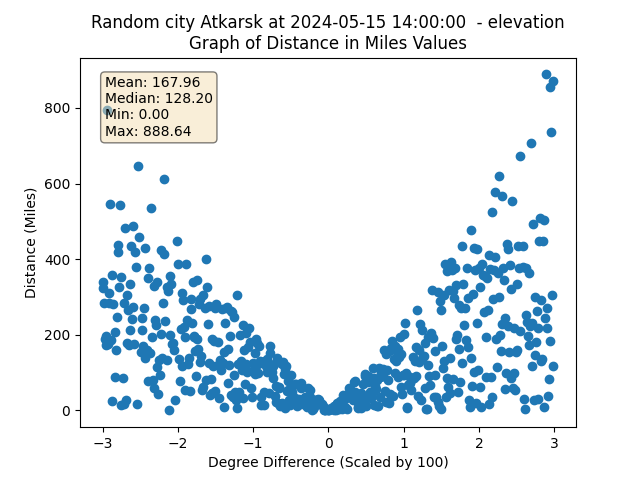 Random city Atkarsk at 2024-05-15 14:00:00  - elevation
Graph of Distance in Miles Values
Mean: 167.96
Median: 128.20
Min: 0.00
Max: 888.64
Distance (Miles)
800
600
400
200
0
−3 −2 −1 0 1 2 3
Degree Difference (Scaled by 100)